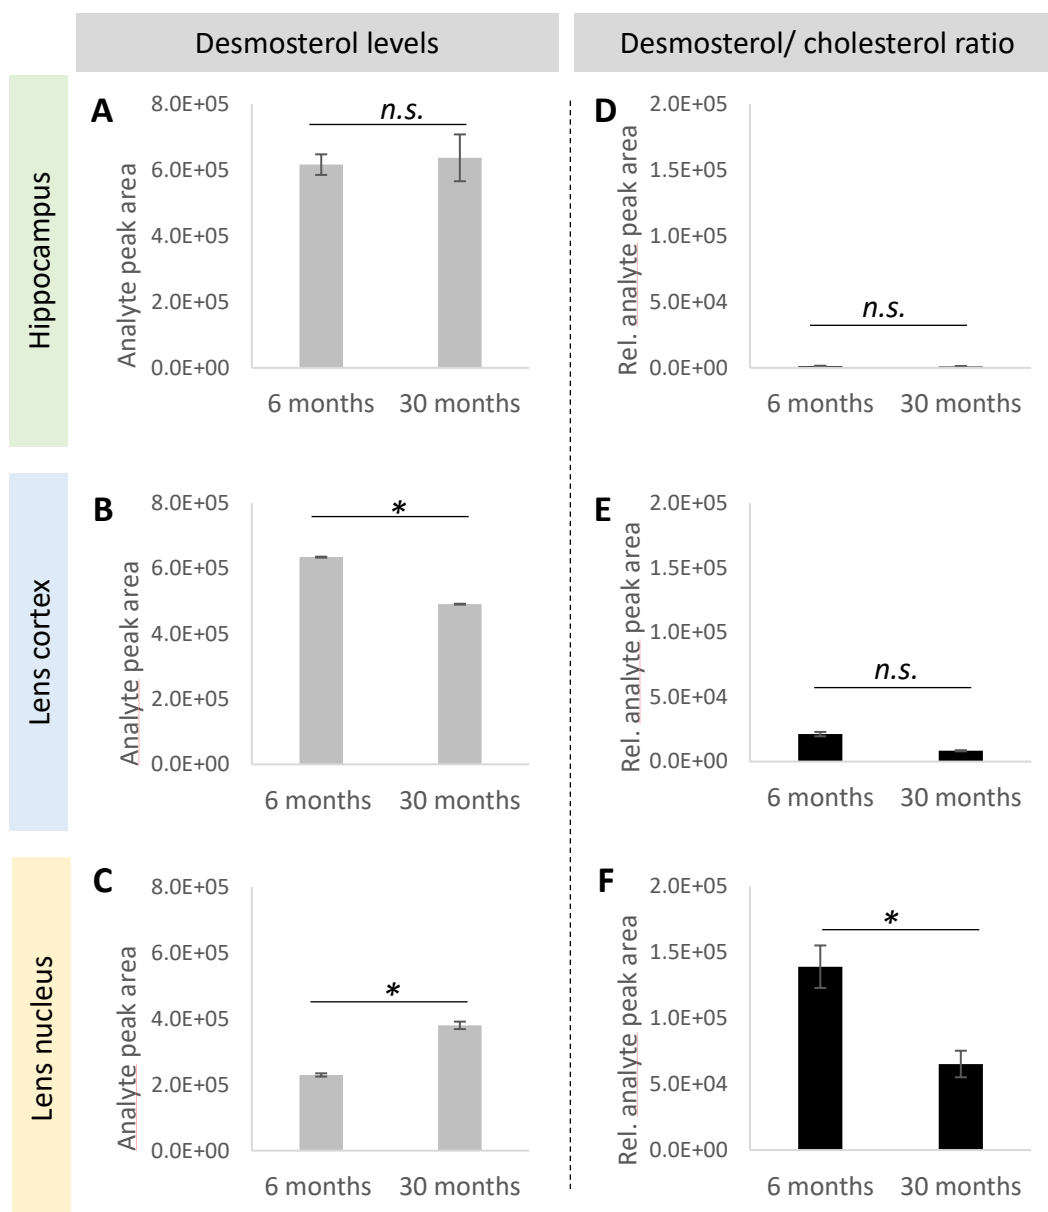 Desmosterol levels
Desmosterol/ cholesterol ratio
Hippocampus
A
Analyte peak area
8.0E+05
6.0E+05
4.0E+05
2.0E+05
0.0E+00
n.s.
6 months 30 months
D
Rel. analyte peak area
2.0E+05
1.5E+05
1.0E+05
5.0E+04
0.0E+00
n.s.
6 months 30 months
Lens cortex
B
Analyte peak area
8.0E+05
6.0E+05
4.0E+05
2.0E+05
0.0E+00
*
6 months 30 months
E
Rel. analyte peak area
2.0E+05
1.5E+05
1.0E+05
5.0E+04
0.0E+00
n.s.
6 months 30 months
Lens nucleus
C
Analyte peak area
8.0E+05
6.0E+05
4.0E+05
2.0E+05
0.0E+00
*
6 months 30 months
F
Rel. analyte peak area
2.0E+05
1.5E+05
1.0E+05
5.0E+04
0.0E+00
*
6 months 30 months